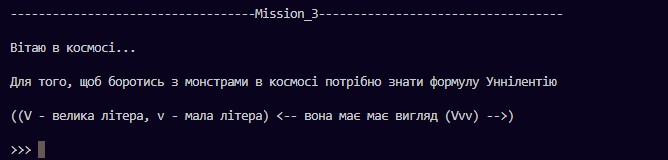 -----------------------------------Mission_3-----------------------------------
Вітаю в космосі...
Для того, щоб боротись з монстрами в космосі потрібно знати формулу Уннілентію
((V - велика літера, v - мала літера) <-- вона має має вигляд (Vvv) -->)
>>>